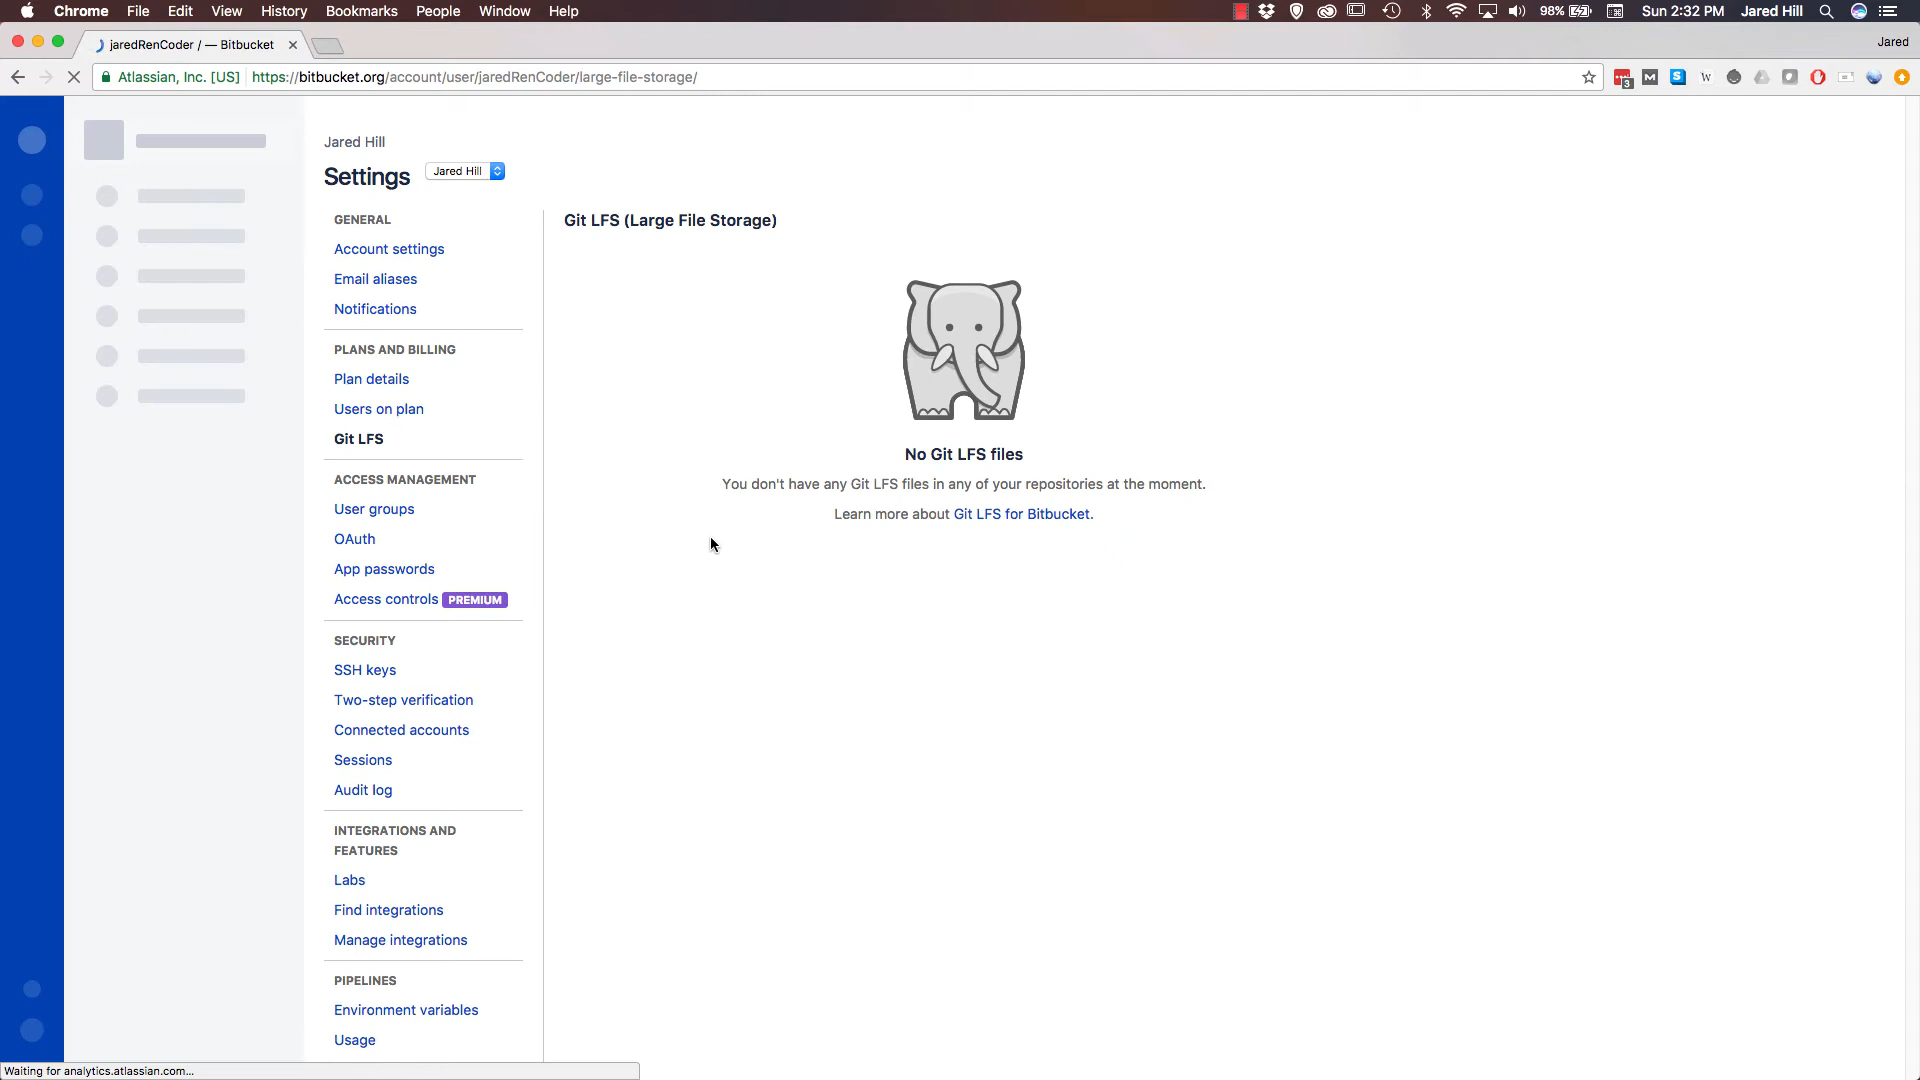 Chrome File Edit View History Bookmarks People Window Help 98% Sun 2:32 PM Jared Hill
jaredRenCoder / — Bitbucket Jared
Atlassian, Inc. [US] https://bitbucket.org/account/user/jaredRenCoder/large-file-storage/ 3 M S W
Jared Hill
Settings Jared Hill
GENERAL
Account settings
Email aliases
Notifications
PLANS AND BILLING
Plan details
Users on plan
Git LFS
ACCESS MANAGEMENT
User groups
OAuth
App passwords
Access controls PREMIUM
SECURITY
SSH keys
Two-step verification
Connected accounts
Sessions
Audit log
INTEGRATIONS AND
FEATURES
Labs
Find integrations
Manage integrations
PIPELINES
Environment variables
Usage
Git LFS (Large File Storage)
No Git LFS files
You don't have any Git LFS files in any of your repositories at the moment.
Learn more about Git LFS for Bitbucket.
Waiting for analytics.atlassian.com...